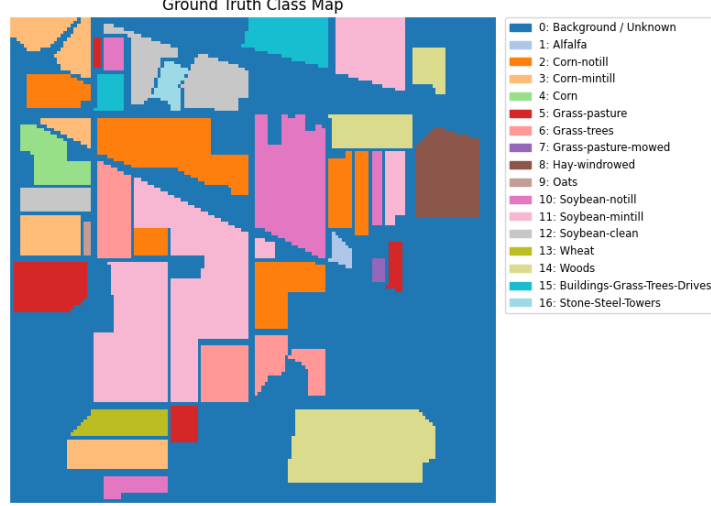 Ground Truth Class Map
0: Background / Unknown
1: Alfalfa
2: Corn-notill
3: Corn-mintill
4: Corn
5: Grass-pasture
6: Grass-trees
7: Grass-pasture-mowed
8: Hay-windrowed
9: Oats
10: Soybean-notill
11: Soybean-mintill
12: Soybean-clean
13: Wheat
14: Woods
15: Buildings-Grass-Trees-Drives
16: Stone-Steel-Towers